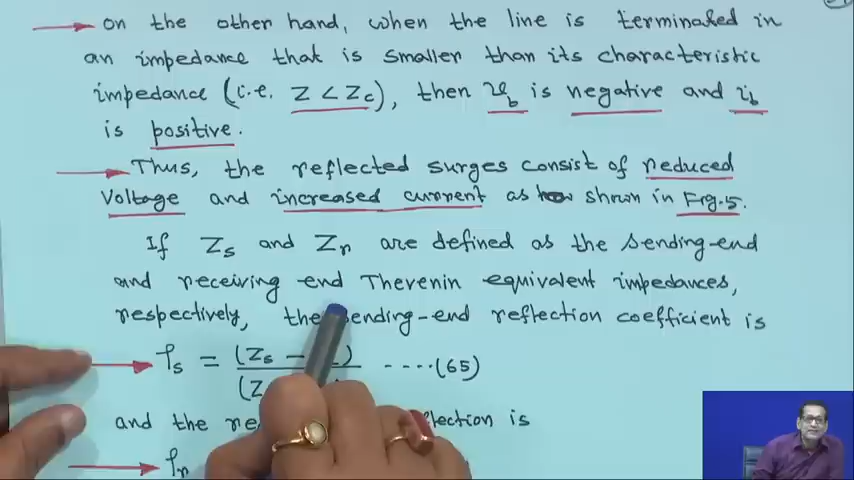 on the other hand, when the line is terminated in
an impedance that is smaller than its characteristic
impedance (i.e. Z < Zc), then v_b is negative and i_b
is positive.
Thus, the reflected surges consist of reduced
Voltage and increased current as shown in Fig.5.
If Zs and Zr are defined as the sending-end
and receiving end Thevenin equivalent impedances,
respectively, the sending-end reflection coefficient is
ρs = (Zs - ----(65)
and the flection is
ρr